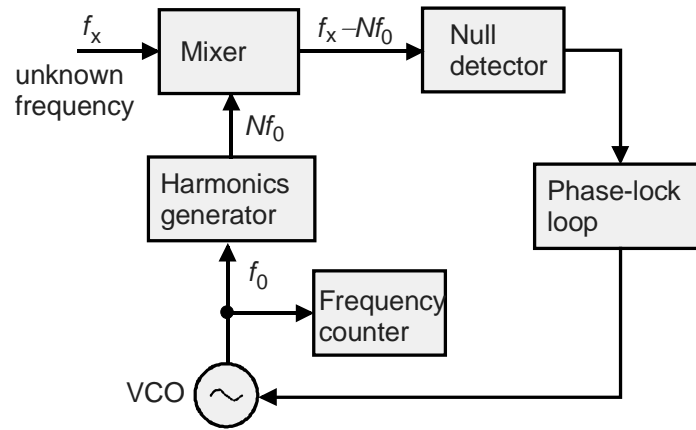 fx
unknown
frequency
Mixer
fx–Nf0
Null
detector
Nf0
Harmonics
generator
Phase-lock
loop
f0
Frequency
counter
VCO